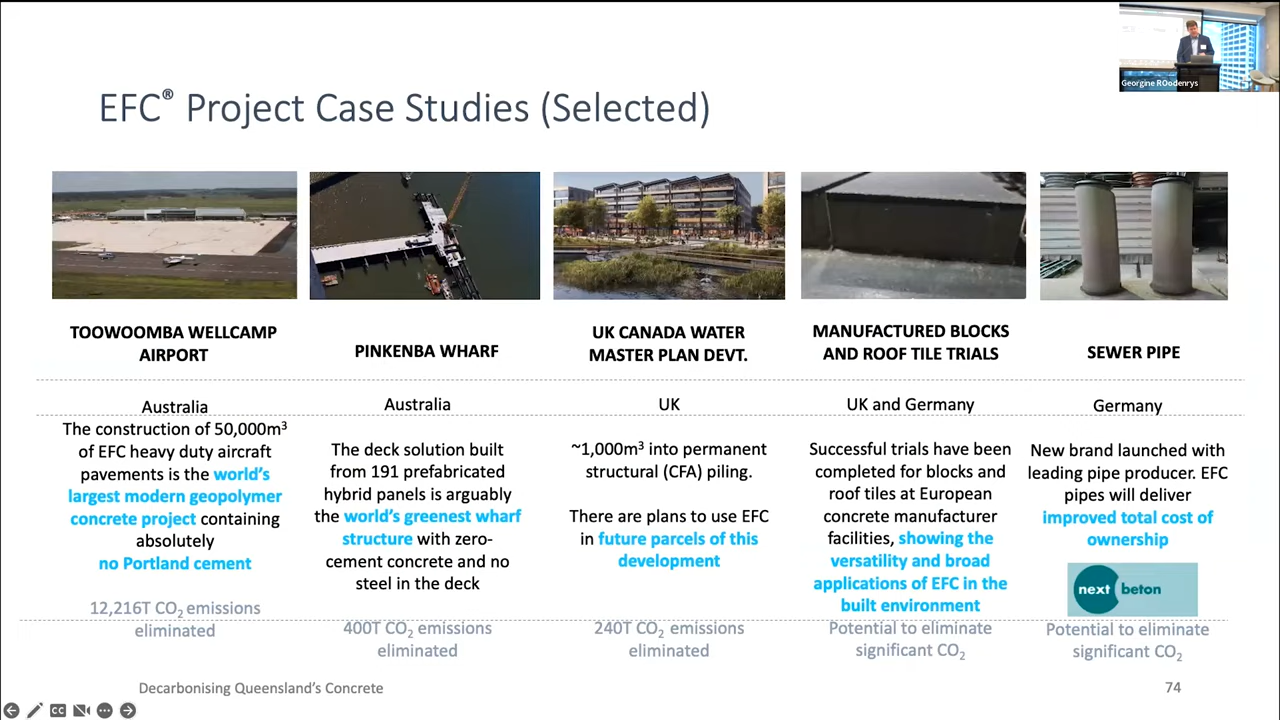 Georgine ROodenrys
EFC® Project Case Studies (Selected)
TOOWOOMBA WELLCAMP
AIRPORT
Australia
The construction of 50,000m³
of EFC heavy duty aircraft
pavements is the world's
largest modern geopolymer
concrete project containing
absolutely
no Portland cement
12,216T CO₂ emissions
eliminated
PINKENBA WHARF
Australia
The deck solution built
from 191 prefabricated
hybrid panels is arguably
the world's greenest wharf
structure with zero-
cement concrete and no
steel in the deck
400T CO₂ emissions
eliminated
UK CANADA WATER
MASTER PLAN DEVT.
UK
~1,000m³ into permanent
structural (CFA) piling.
There are plans to use EFC
in future parcels of this
development
240T CO₂ emissions
eliminated
MANUFACTURED BLOCKS
AND ROOF TILE TRIALS
UK and Germany
Successful trials have been
completed for blocks and
roof tiles at European
concrete manufacturer
facilities, showing the
versatility and broad
applications of EFC in the
built environment
Potential to eliminate
significant CO₂
SEWER PIPE
Germany
New brand launched with
leading pipe producer. EFC
pipes will deliver
improved total cost of
ownership
next beton
Potential to eliminate
significant CO₂
Decarbonising Queensland's Concrete
74
CC